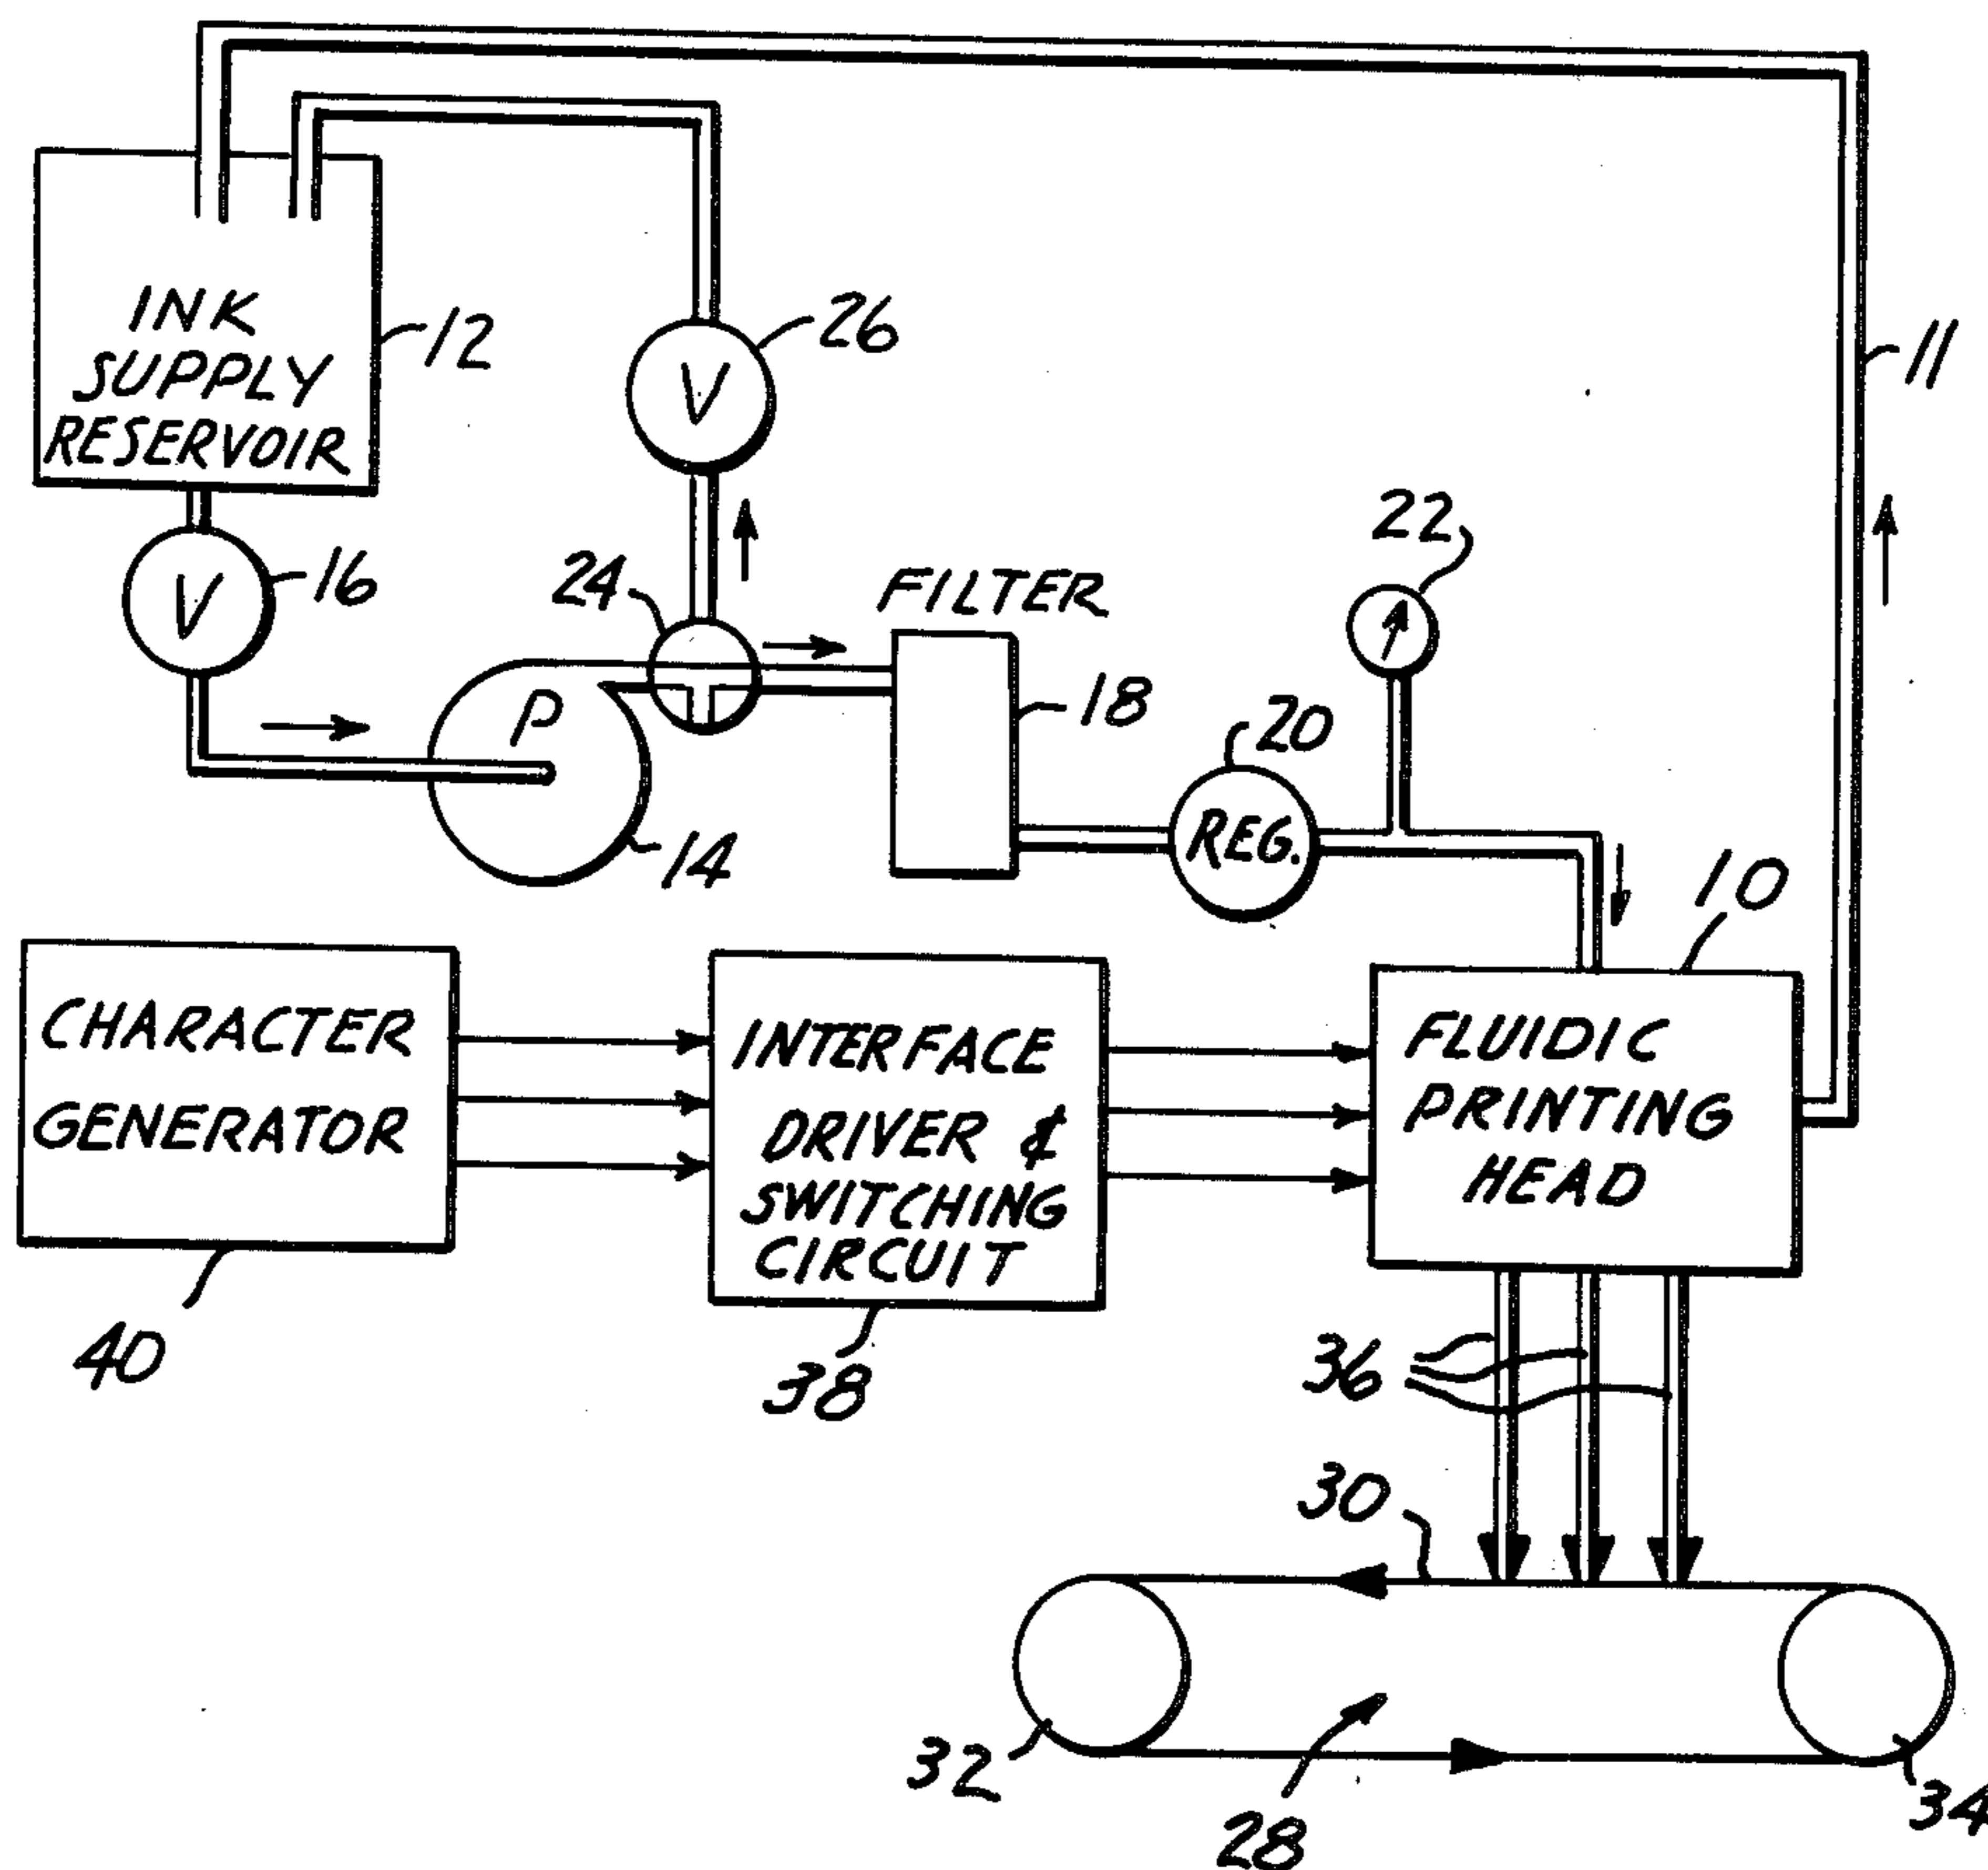 INK
SUPPLY
RESERVOIR
12
V
26
11
V
16
24
FILTER
22
P
18
20
REG.
14
10
CHARACTER
GENERATOR
INTERFACE
DRIVER &
SWITCHING
CIRCUIT
FLUIDIC
PRINTING
HEAD
40
38
36
30
32
28
34